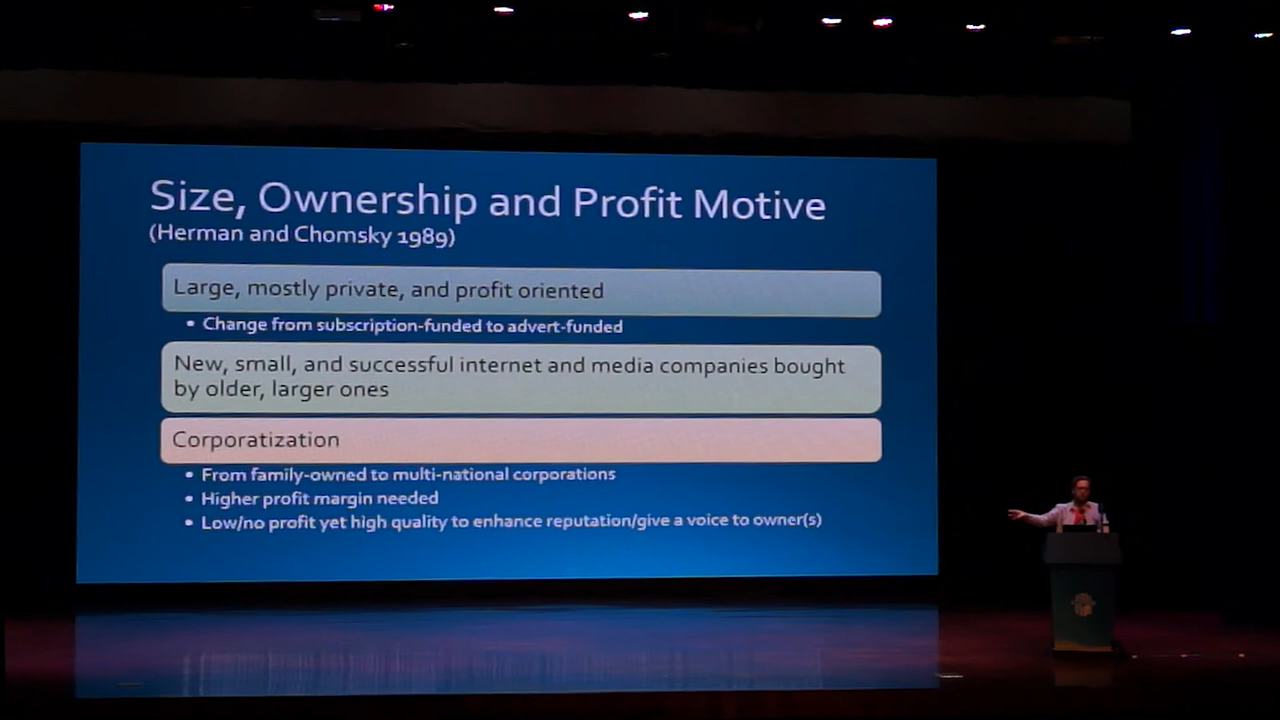 Size, Ownership and Profit Motive
(Herman and Chomsky 1989)
Large, mostly private, and profit oriented
• Change from subscription-funded to advert-funded
New, small, and successful internet and media companies bought
by older, larger ones
Corporatization
• From family-owned to multi-national corporations
• Higher profit margin needed
• Low/no profit yet high quality to enhance reputation/give a voice to owner(s)